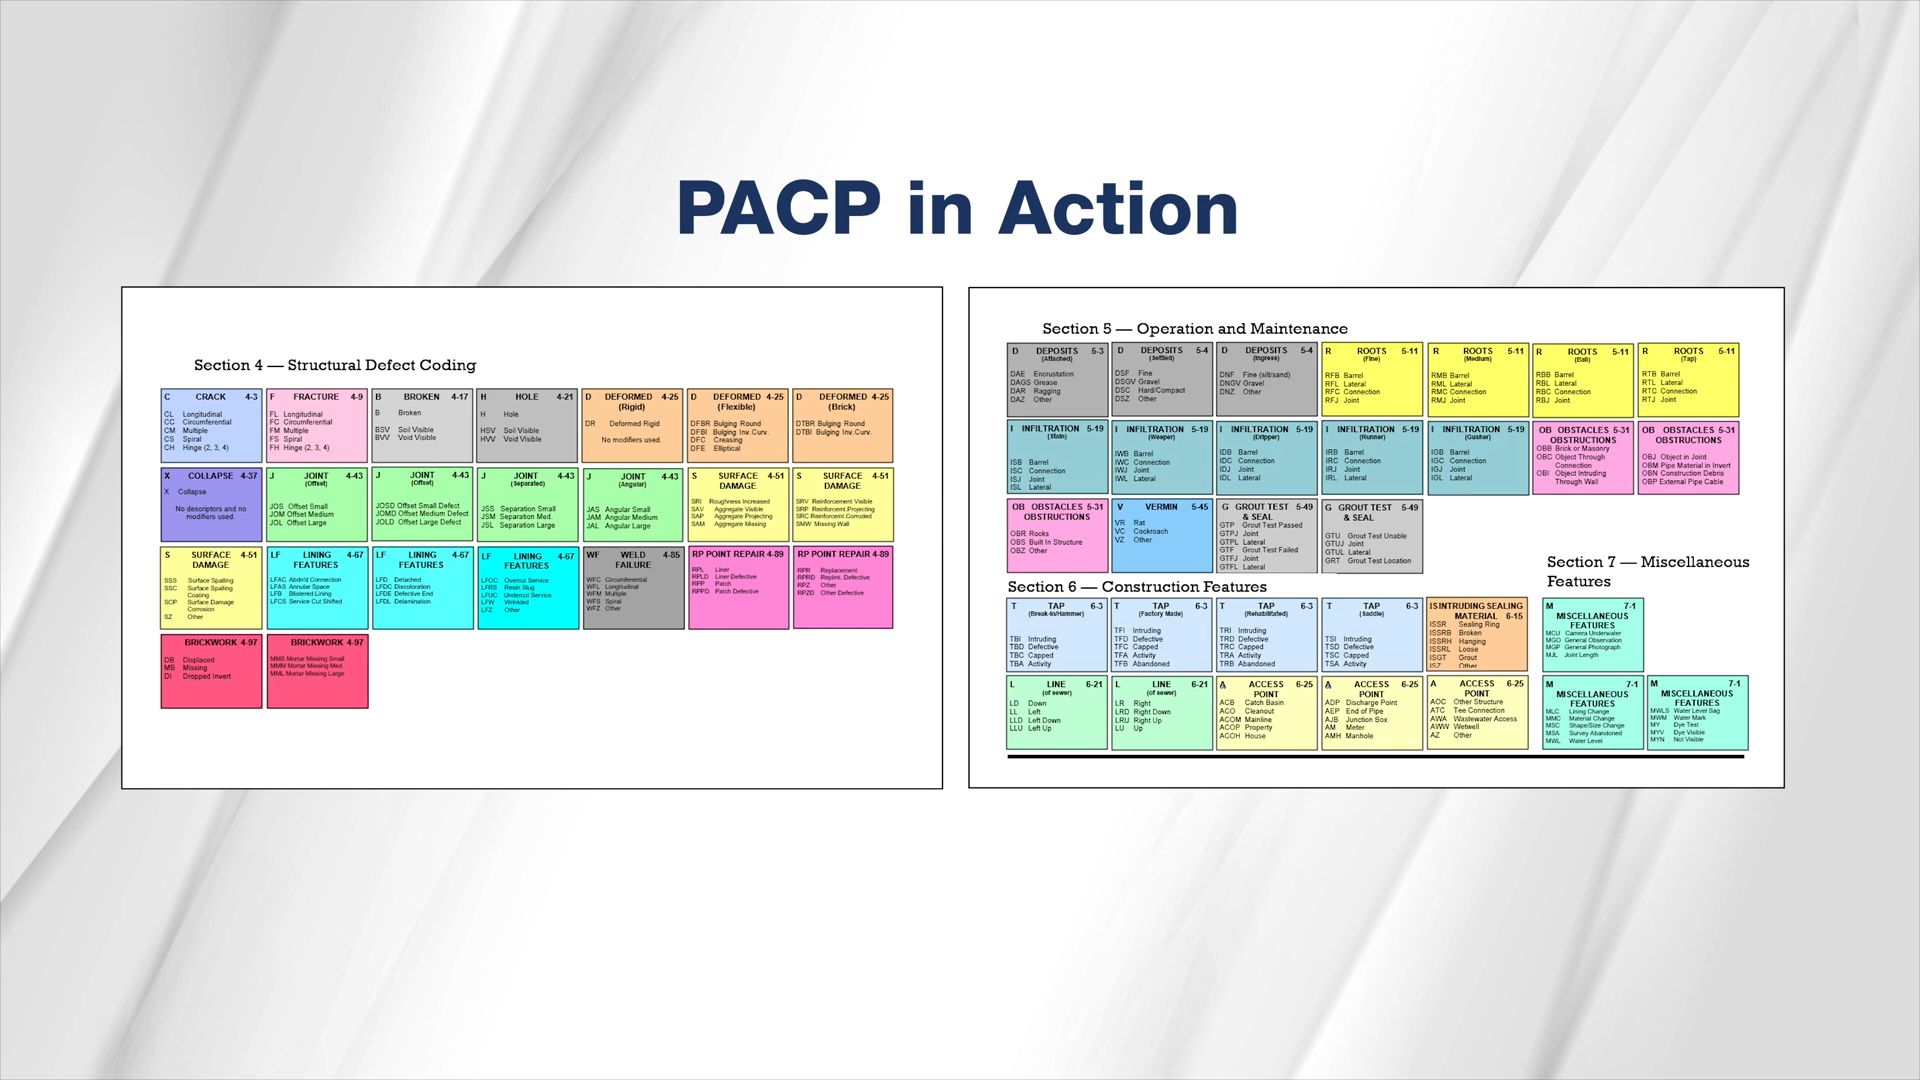 PACP in Action
Section 4 — Structural Defect Coding
C CRACK 4-3
CL Longitudinal
CC Circumferential
CM Multiple
CS Spiral
CH Hinge (2, 3, 4)
F FRACTURE 4-9
FL Longitudinal
FC Circumferential
FM Multiple
FS Spiral
FH Hinge (2, 3, 4)
B BROKEN 4-17
B Broken
BSV Soil Visible
BVV Void Visible
H HOLE 4-21
H Hole
HSV Soil Visible
HVV Void Visible
D DEFORMED 4-25
(Rigid)
DR Deformed Rigid
No modifiers used.
D DEFORMED 4-25
(Flexible)
DFBR Bulging Round
DFBI Bulging Inv.Curv.
DFC Creasing
DFE Elliptical
D DEFORMED 4-25
(Brick)
DTBR Bulging Round
DTBI Bulging Inv.Curv.
X COLLAPSE 4-37
X Collapse
No descriptors and no
modifiers used.
J JOINT 4-43
(Offset)
JOS Offset Small
JOM Offset Medium
JOL Offset Large
J JOINT 4-43
(Offset)
JOSD Offset Small Defect
JOMD Offset Medium Defect
JOLD Offset Large Defect
J JOINT 4-43
(Separated)
JSS Separation Small
JSM Separation Med.
JSL Separation Large
J JOINT 4-43
(Angular)
JAS Angular Small
JAM Angular Medium
JAL Angular Large
S SURFACE 4-51
DAMAGE
SRI Roughness Increased
SAV Aggregate Visible
SAP Aggregate Projecting
SAM Aggregate Missing
S SURFACE 4-51
DAMAGE
SRV Reinforcement Visible
SRP Reinforcemt.Projecting
SRC Reinforcemt.Corroded
SMW Missing Wall
S SURFACE 4-51
DAMAGE
SSS Surface Spalling
SSC Surface Spalling
Coating
SCP Surface Damage
Corrosion
SZ Other
LF LINING 4-67
FEATURES
LFAC Abdn'd Connection
LFAS Annular Space
LFB Blistered Lining
LFCS Service Cut Shifted
LF LINING 4-67
FEATURES
LFD Detached
LFDC Discoloration
LFDE Defective End
LFDL Delamination
LF LINING 4-67
FEATURES
LFOC Overcut Service
LFRS Resin Slug
LFUC Undercut Service
LFW Wrinkled
LFZ Other
WF WELD 4-85
FAILURE
WFC Circumferential
WFL Longitudinal
WFM Multiple
WFS Spiral
WFZ Other
RP POINT REPAIR 4-89
RPL Liner
RPLD Liner Defective
RPP Patch
RPPD Patch Defective
RP POINT REPAIR 4-89
RPR Replacement
RPRD Replmt. Defective
RPZ Other
RPZD Other Defective
BRICKWORK 4-97
DB Displaced
MB Missing
DI Dropped Invert
BRICKWORK 4-97
MMS Mortar Missing Small
MMM Mortar Missing Med.
MML Mortar Missing Large
Section 5 — Operation and Maintenance
D DEPOSITS 5-3
(Attached)
DAE Encrustation
DAGS Grease
DAR Ragging
DAZ Other
D DEPOSITS 5-4
(Settled)
DSF Fine
DSGV Gravel
DSC Hard/Compact
DSZ Other
D DEPOSITS 5-4
(Ingress)
DNF Fine (silt/sand)
DNGV Gravel
DNZ Other
R ROOTS 5-11
(Fine)
RFB Barrel
RFL Lateral
RFC Connection
RFJ Joint
R ROOTS 5-11
(Medium)
RMB Barrel
RML Lateral
RMC Connection
RMJ Joint
R ROOTS 5-11
(Ball)
RBB Barrel
RBL Lateral
RBC Connection
RBJ Joint
R ROOTS 5-11
(Tap)
RTB Barrel
RTL Lateral
RTC Connection
RTJ Joint
I INFILTRATION 5-19
(Stain)
ISB Barrel
ISC Connection
ISJ Joint
ISL Lateral
I INFILTRATION 5-19
(Weeper)
IWB Barrel
IWC Connection
IWJ Joint
IWL Lateral
I INFILTRATION 5-19
(Dripper)
IDB Barrel
IDC Connection
IDJ Joint
IDL Lateral
I INFILTRATION 5-19
(Runner)
IRB Barrel
IRC Connection
IRJ Joint
IRL Lateral
I INFILTRATION 5-19
(Gusher)
IGB Barrel
IGC Connection
IGJ Joint
IGL Lateral
OB OBSTACLES 5-31
OBSTRUCTIONS
OBB Brick or Masonry
OBC Object Through
Connection
OBI Object Intruding
Through Wall
OB OBSTACLES 5-31
OBSTRUCTIONS
OBJ Object in Joint
OBM Pipe Material in Invert
OBN Construction Debris
OBP External Pipe Cable
OB OBSTACLES 5-31
OBSTRUCTIONS
OBR Rocks
OBS Built In Structure
OBZ Other
V VERMIN 5-45
VR Rat
VC Cockroach
VZ Other
G GROUT TEST 5-49
& SEAL
GTP Grout Test Passed
GTPJ Joint
GTPL Lateral
GTF Grout Test Failed
GTFJ Joint
GTFL Lateral
G GROUT TEST 5-49
& SEAL
GTU Grout Test Unable
GTUJ Joint
GTUL Lateral
GRT Grout Test Location
Section 6 — Construction Features
T TAP 6-3
(Break-In/Hammer)
TBI Intruding
TBD Defective
TBC Capped
TBA Activity
T TAP 6-3
(Factory Made)
TFI Intruding
TFD Defective
TFC Capped
TFA Activity
TFB Abandoned
T TAP 6-3
(Rehabilitated)
TRI Intruding
TRD Defective
TRC Capped
TRA Activity
TRB Abandoned
T TAP 6-3
(Saddle)
TSI Intruding
TSD Defective
TSC Capped
TSA Activity
IS INTRUDING SEALING
MATERIAL 6-15
ISSR Sealing Ring
ISSRB Broken
ISSRH Hanging
ISSRL Loose
ISGT Grout
ISZ Other
L LINE 6-21
(of sewer)
LD Down
LL Left
LLD Left Down
LLU Left Up
L LINE 6-21
(of sewer)
LR Right
LRD Right Down
LRU Right Up
LU Up
A ACCESS 6-25
POINT
ACB Catch Basin
ACO Cleanout
ACOM Mainline
ACOP Property
ACOH House
A ACCESS 6-25
POINT
ADP Discharge Point
AEP End of Pipe
AJB Junction Box
AM Meter
AMH Manhole
A ACCESS 6-25
POINT
AOC Other Structure
ATC Tee Connection
AWA Wastewater Access
AWW Wetwell
AZ Other
Section 7 — Miscellaneous
Features
M 7-1
MISCELLANEOUS
FEATURES
MCU Camera Underwater
MGO General Observation
MGP General Photograph
MJL Joint Length
M 7-1
MISCELLANEOUS
FEATURES
MLC Lining Change
MMC Material Change
MSC Shape/Size Change
MSA Survey Abandoned
MWL Water Level
M 7-1
MISCELLANEOUS
FEATURES
MWLS Water Level Sag
MWM Water Mark
MY Dye Test
MYV Dye Visible
MYN Not Visible